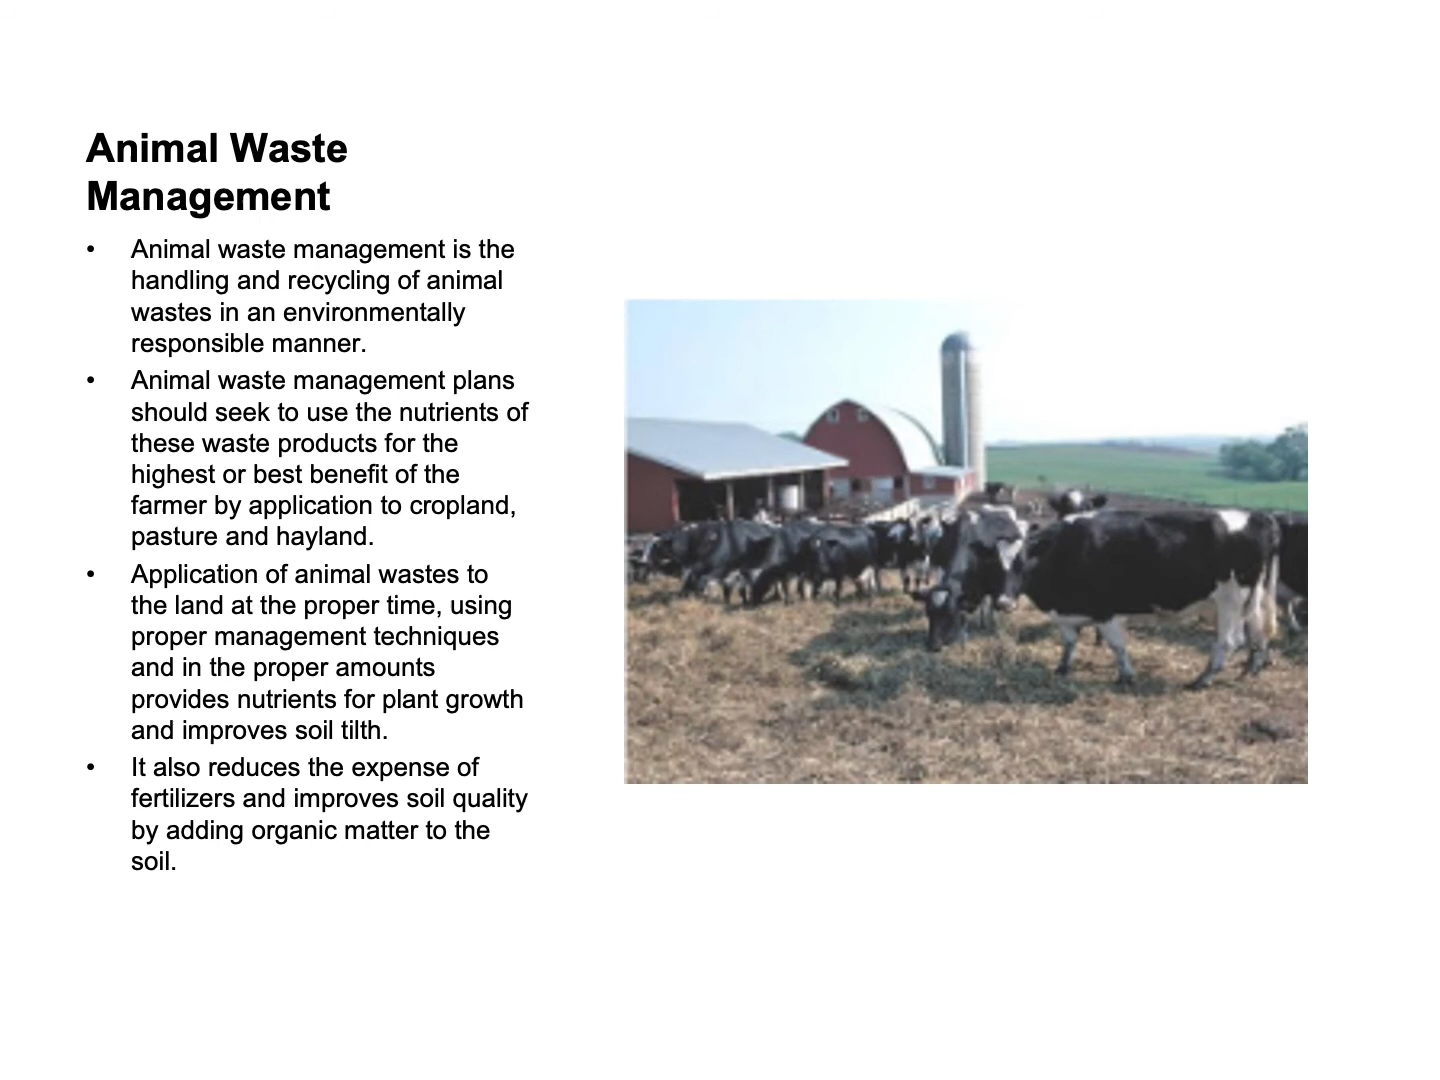 Animal Waste
Management
• Animal waste management is the
handling and recycling of animal
wastes in an environmentally
responsible manner.
• Animal waste management plans
should seek to use the nutrients of
these waste products for the
highest or best benefit of the
farmer by application to cropland,
pasture and hayland.
• Application of animal wastes to
the land at the proper time, using
proper management techniques
and in the proper amounts
provides nutrients for plant growth
and improves soil tilth.
• It also reduces the expense of
fertilizers and improves soil quality
by adding organic matter to the
soil.